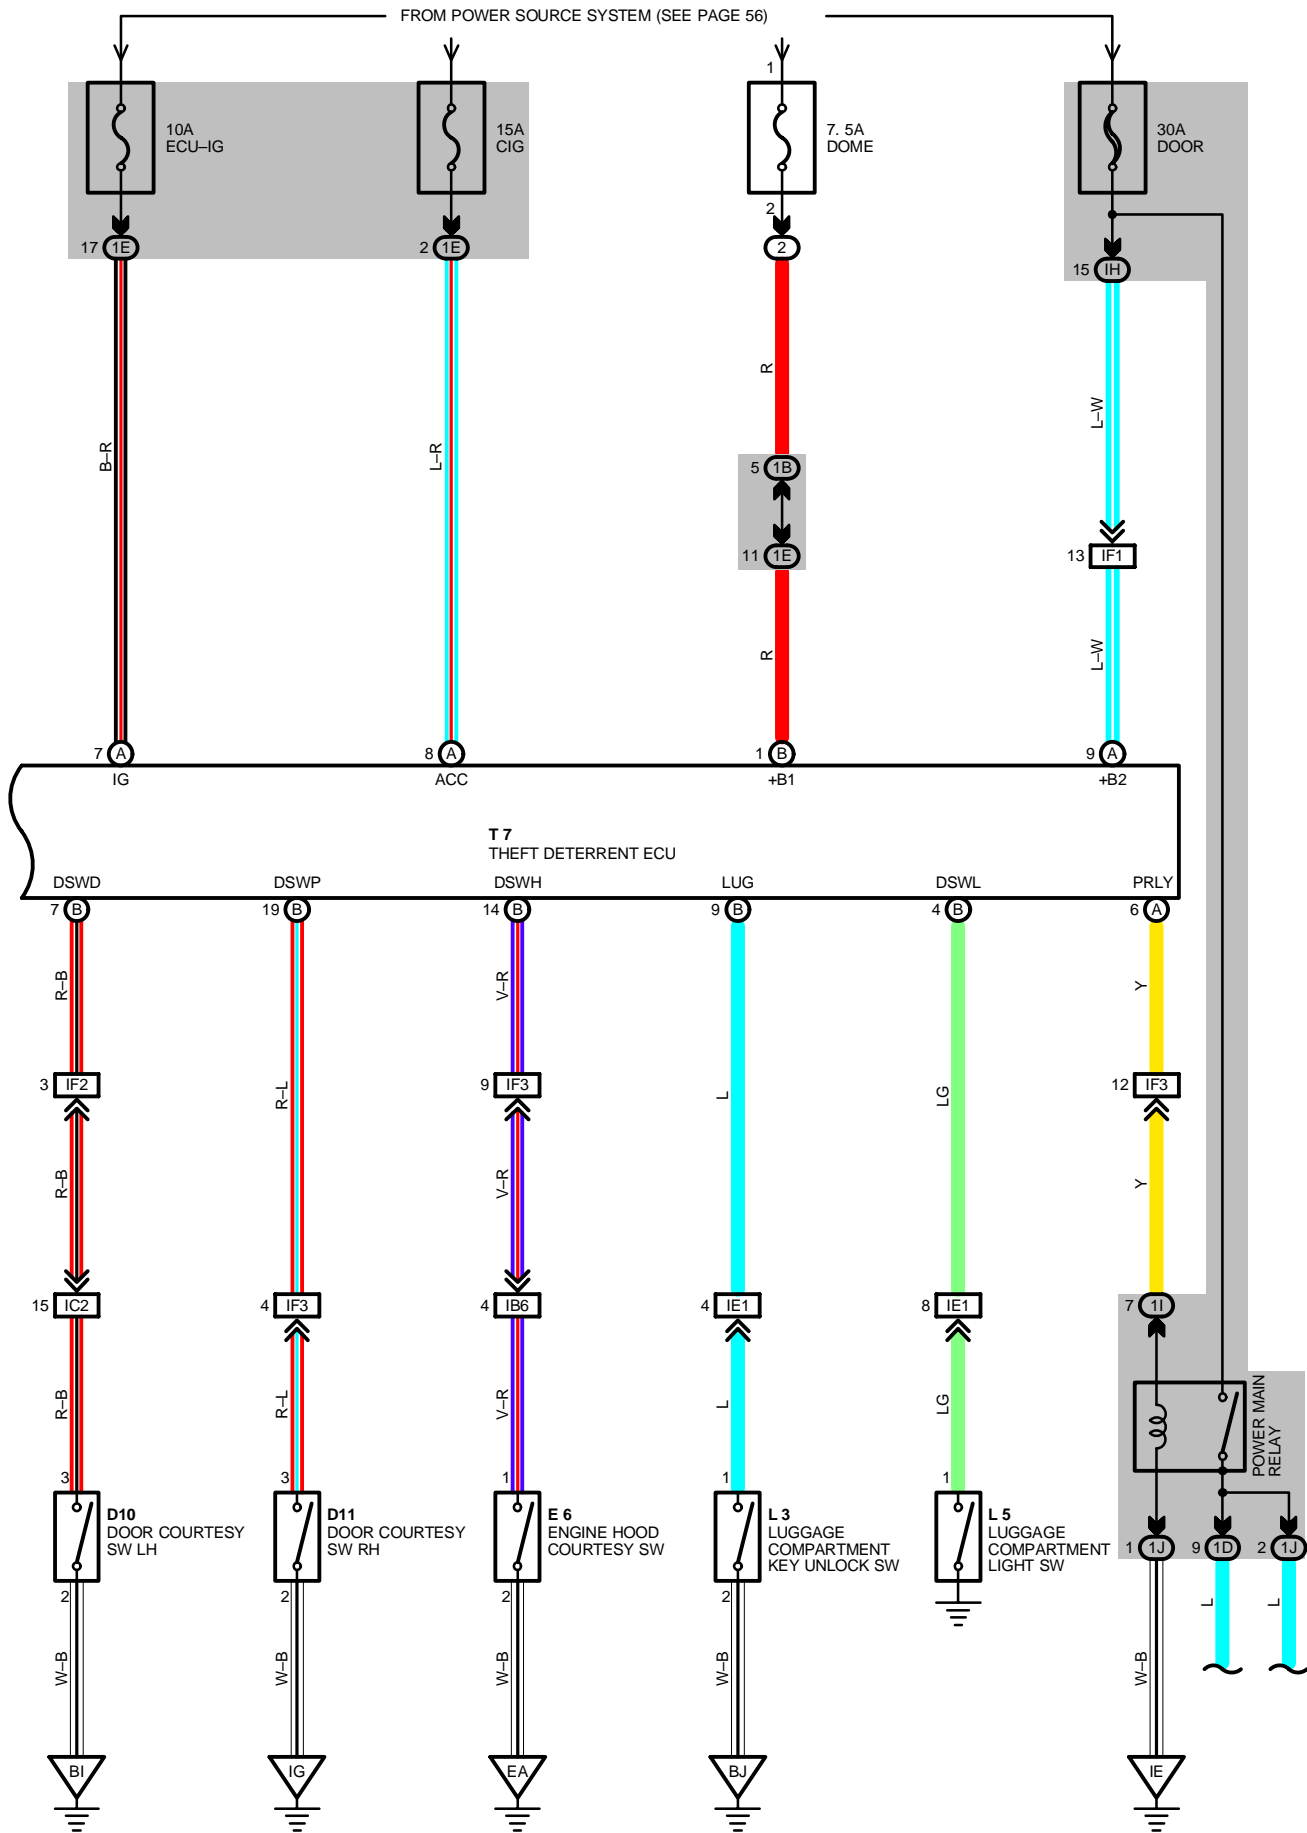 FROM POWER SOURCE SYSTEM (SEE PAGE 56)
1
10A
ECU–IG
15A
CIG
7. 5A
DOME
30A
DOOR
2
17 1E
2 1E
2
15 IH
B–R
L–R
R
L–W
5 1B
11 1E
13 IF1
R
L–W
7 A
8 A
1 B
9 A
IG
ACC
+B1
+B2
T 7
THEFT DETERRENT ECU
DSWD
DSWP
DSWH
LUG
DSWL
PRLY
7 B
19 B
14 B
9 B
4 B
6 A
R–B
V–R
Y
3 IF2
R–L
9 IF3
L
LG
12 IF3
R–B
V–R
Y
15 IC2
4 IF3
4 IB6
4 IE1
8 IE1
7 1I
R–B
R–L
V–R
L
LG
POWER MAIN
RELAY
3
3
1
1
1
D10
DOOR COURTESY
SW LH
D11
DOOR COURTESY
SW RH
E 6
ENGINE HOOD
COURTESY SW
L 3
LUGGAGE
COMPARTMENT
KEY UNLOCK SW
L 5
LUGGAGE
COMPARTMENT
LIGHT SW
1 1J
9 1D
2 1J
2
2
2
2
L
L
W–B
W–B
W–B
W–B
W–B
BI
IG
EA
BJ
IE